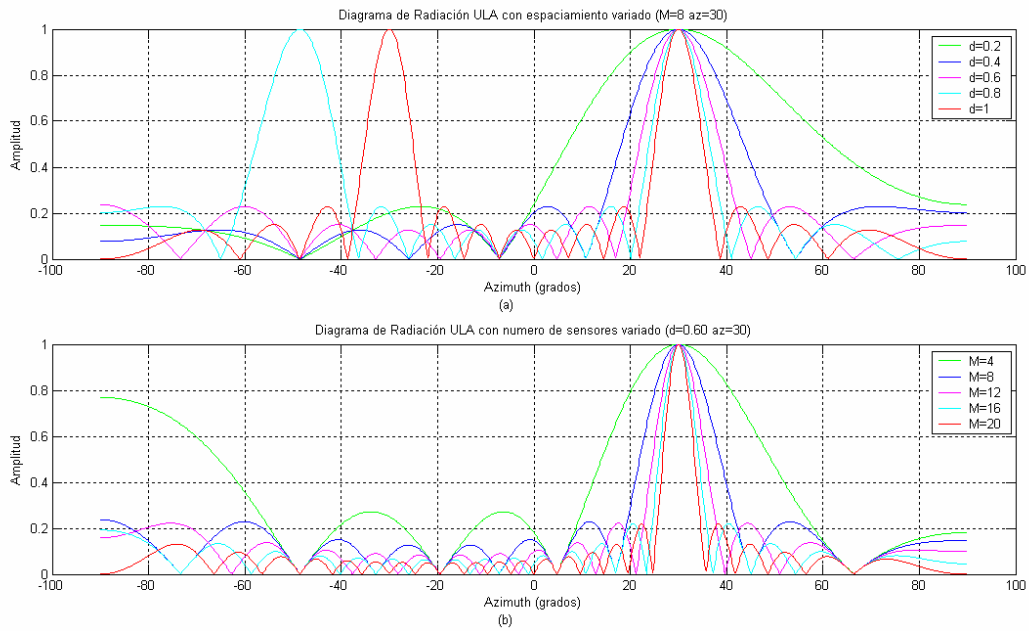 Diagrama de Radiación ULA con espaciamiento variado (M=8 az=30)
1
0.8
0.6
0.4
0.2
0
Amplitud
d=0.2
d=0.4
d=0.6
d=0.8
d=1
-100 -80 -60 -40 -20 0 20 40 60 80 100
Azimuth (grados)
(a)
Diagrama de Radiación ULA con numero de sensores variado (d=0.60 az=30)
1
0.8
0.6
0.4
0.2
0
Amplitud
M=4
M=8
M=12
M=16
M=20
-100 -80 -60 -40 -20 0 20 40 60 80 100
Azimuth (grados)
(b)